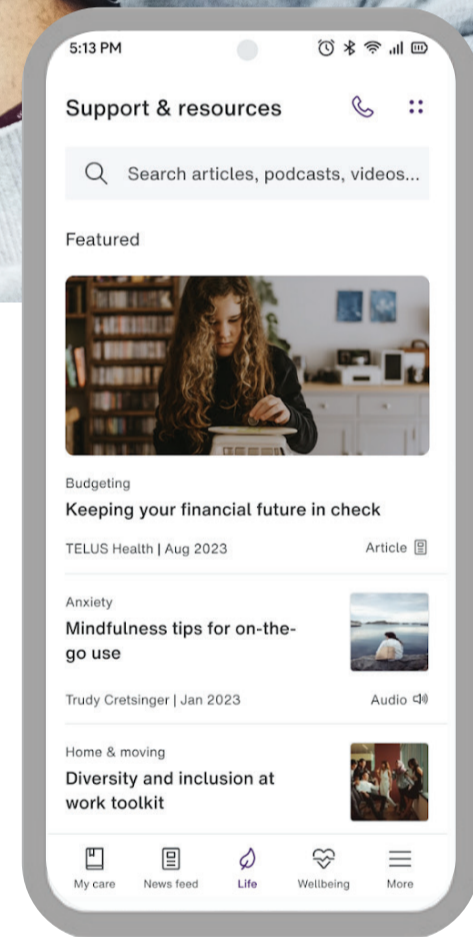 5:13 PM
Support & resources
Search articles, podcasts, videos...
Featured
Budgeting
Keeping your financial future in check
TELUS Health | Aug 2023
Article
Anxiety
Mindfulness tips for on-the-
go use
Trudy Cretsinger | Jan 2023
Audio
Home & moving
Diversity and inclusion at
work toolkit
My care
News feed
Life
Wellbeing
More